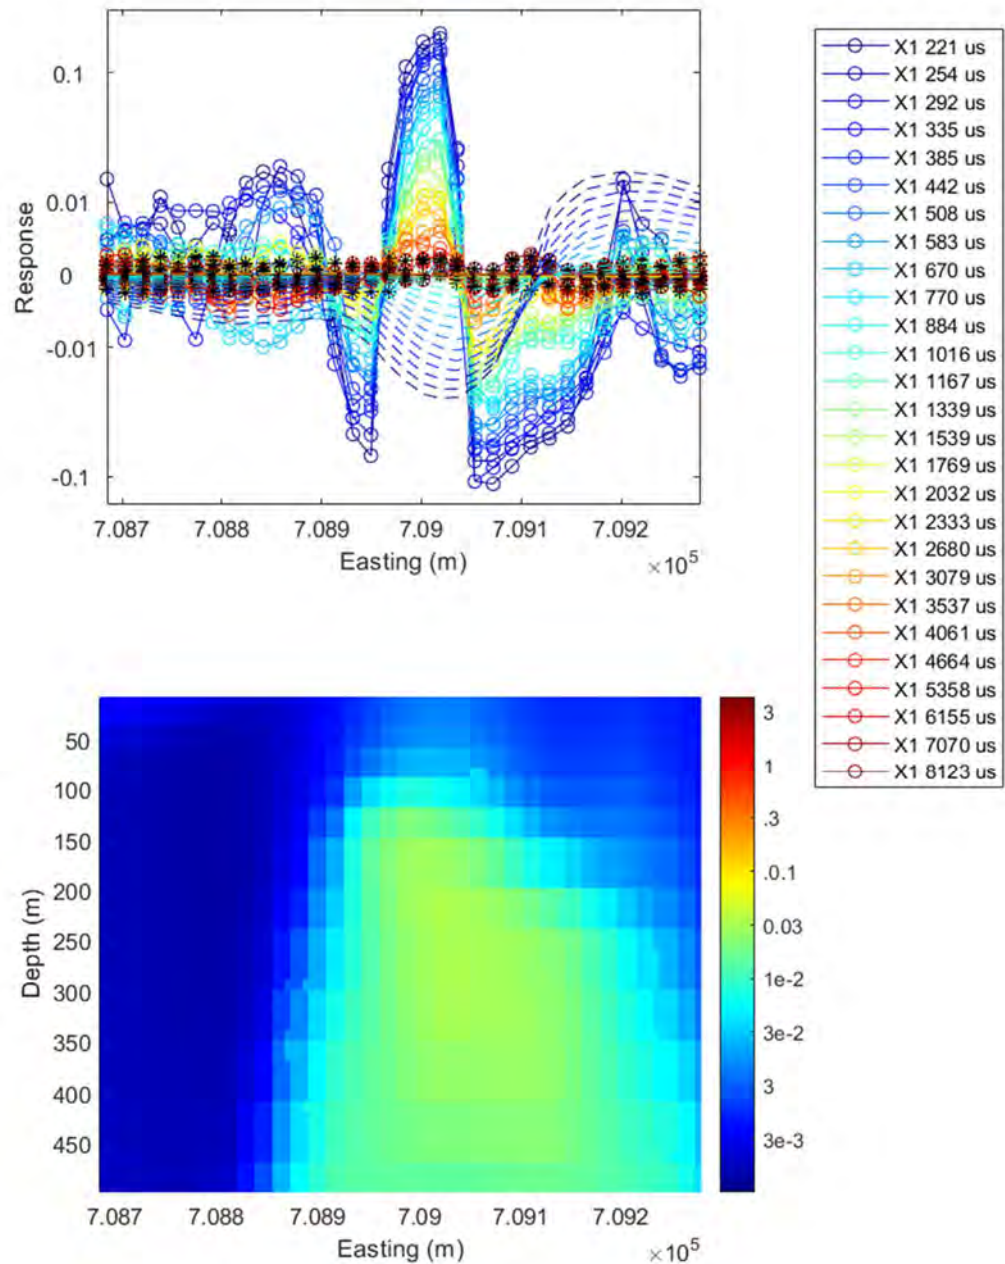 0.1
0.01
0
-0.01
-0.1
Response
7.087 7.088 7.089 7.09 7.091 7.092
Easting (m)
×10^5
X1 221 us
X1 254 us
X1 292 us
X1 335 us
X1 385 us
X1 442 us
X1 508 us
X1 583 us
X1 670 us
X1 770 us
X1 884 us
X1 1016 us
X1 1167 us
X1 1339 us
X1 1539 us
X1 1769 us
X1 2032 us
X1 2333 us
X1 2680 us
X1 3079 us
X1 3537 us
X1 4061 us
X1 4664 us
X1 5358 us
X1 6155 us
X1 7070 us
X1 8123 us
50
100
150
200
250
300
350
400
450
Depth (m)
7.087 7.088 7.089 7.09 7.091 7.092
Easting (m)
×10^5
3
1
.3
0.1
0.03
1e-2
3e-2
3
3e-3